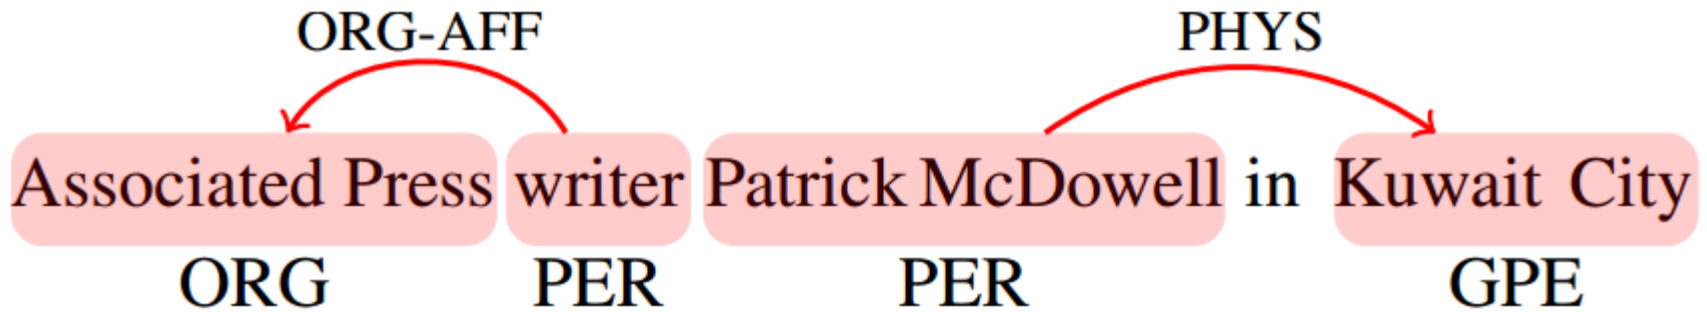 ORG-AFF PHYS
Associated Press writer Patrick McDowell in Kuwait City
ORG PER PER GPE